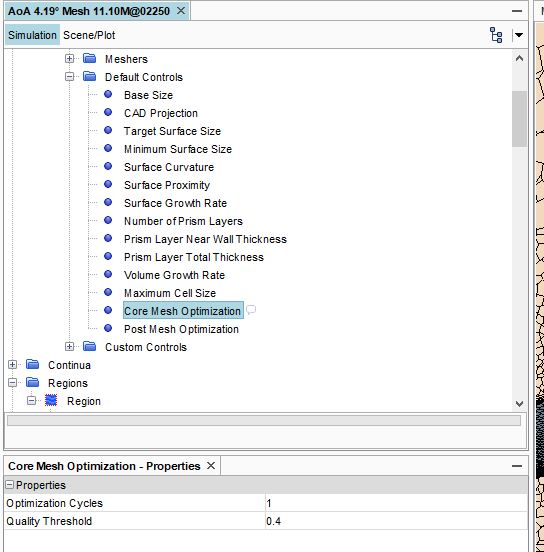 AoA 4.19° Mesh 11.10M@02250
Simulation Scene/Plot
Meshers
Default Controls
Base Size
CAD Projection
Target Surface Size
Minimum Surface Size
Surface Curvature
Surface Proximity
Surface Growth Rate
Number of Prism Layers
Prism Layer Near Wall Thickness
Prism Layer Total Thickness
Volume Growth Rate
Maximum Cell Size
Core Mesh Optimization
Post Mesh Optimization
Custom Controls
Continua
Regions
Region
Core Mesh Optimization - Properties
Properties
Optimization Cycles 1
Quality Threshold 0.4